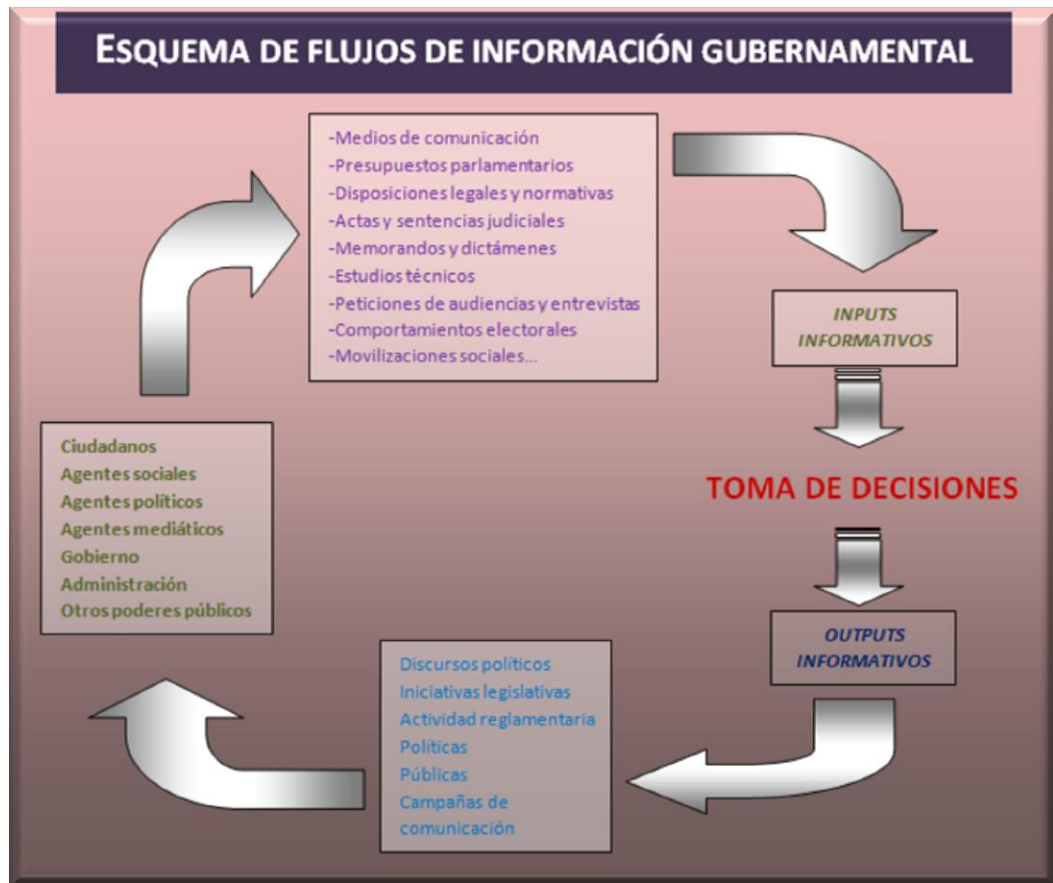 ESQUEMA DE FLUJOS DE INFORMACIÓN GUBERNAMENTAL
-Medios de comunicación
-Presupuestos parlamentarios
-Disposiciones legales y normativas
-Actas y sentencias judiciales
-Memorandos y dictámenes
-Estudios técnicos
-Peticiones de audiencias y entrevistas
-Comportamientos electorales
-Movilizaciones sociales...
INPUTS
INFORMATIVOS
TOMA DE DECISIONES
OUTPUTS
INFORMATIVOS
Discursos políticos
Iniciativas legislativas
Actividad reglamentaria
Políticas
Públicas
Campañas de
comunicación
Ciudadanos
Agentes sociales
Agentes políticos
Agentes mediáticos
Gobierno
Administración
Otros poderes públicos